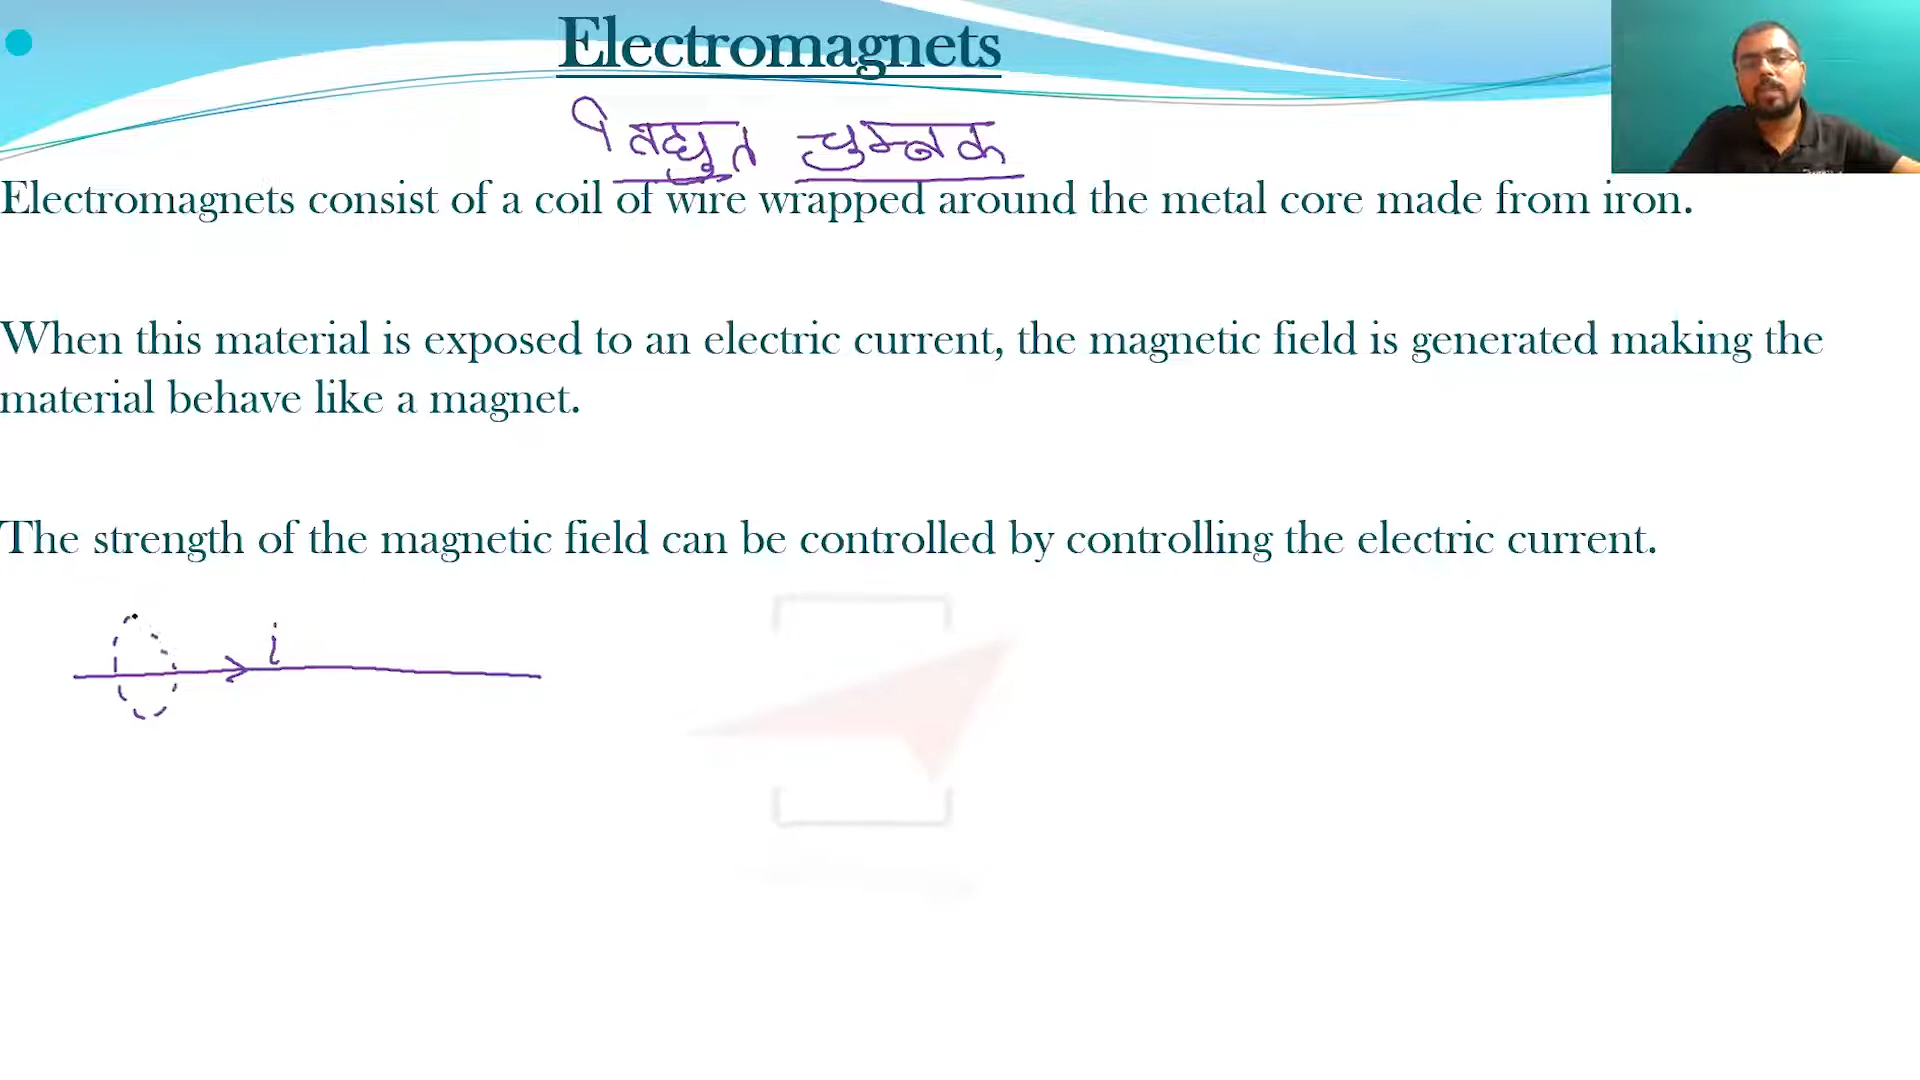 Electromagnets
विद्युत चुम्बक
Electromagnets consist of a coil of wire wrapped around the metal core made from iron.
When this material is exposed to an electric current, the magnetic field is generated making the
material behave like a magnet.
The strength of the magnetic field can be controlled by controlling the electric current.
i